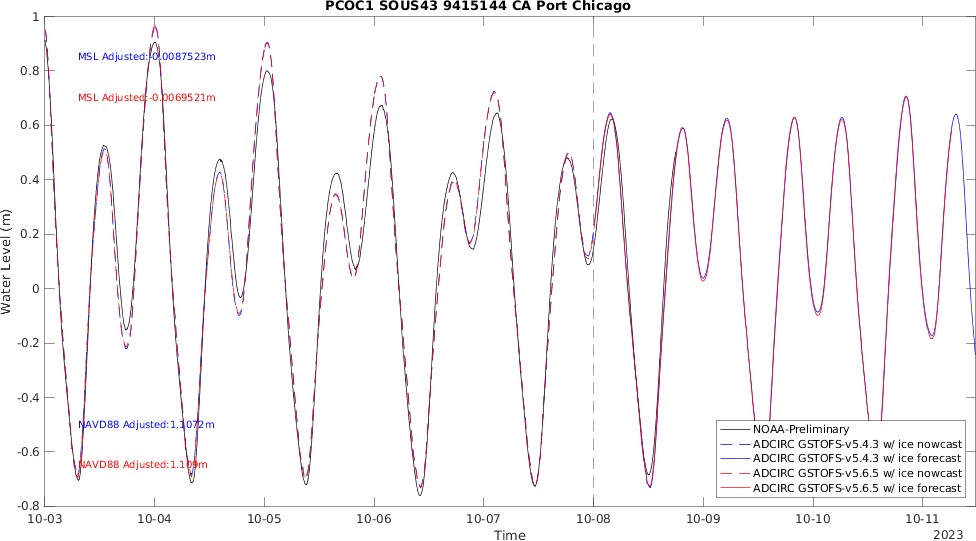 PCOC1 SOUS43 9415144 CA Port Chicago
1
0.8
0.6
0.4
0.2
0
-0.2
-0.4
-0.6
-0.8
Water Level (m)
MSL Adjusted:-0.0087523m
MSL Adjusted:-0.0069521m
NAVD88 Adjusted:1.1072m
NAVD88 Adjusted:1.109m
NOAA-Preliminary
ADCIRC GSTOFS-v5.4.3 w/ ice nowcast
ADCIRC GSTOFS-v5.4.3 w/ ice forecast
ADCIRC GSTOFS-v5.6.5 w/ ice nowcast
ADCIRC GSTOFS-v5.6.5 w/ ice forecast
10-03 10-04 10-05 10-06 10-07 10-08 10-09 10-10 10-11
Time
2023